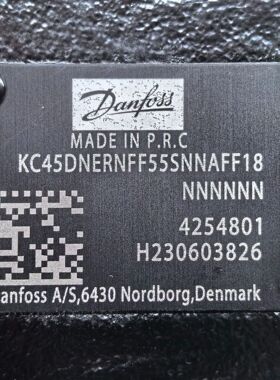 Danfoss
MADE IN P.R.C
KC45DNERNFF55SNNAFF18
NNNNNN
4254801
H230603826
anfoss A/S,6430 Nordborg,Denmark